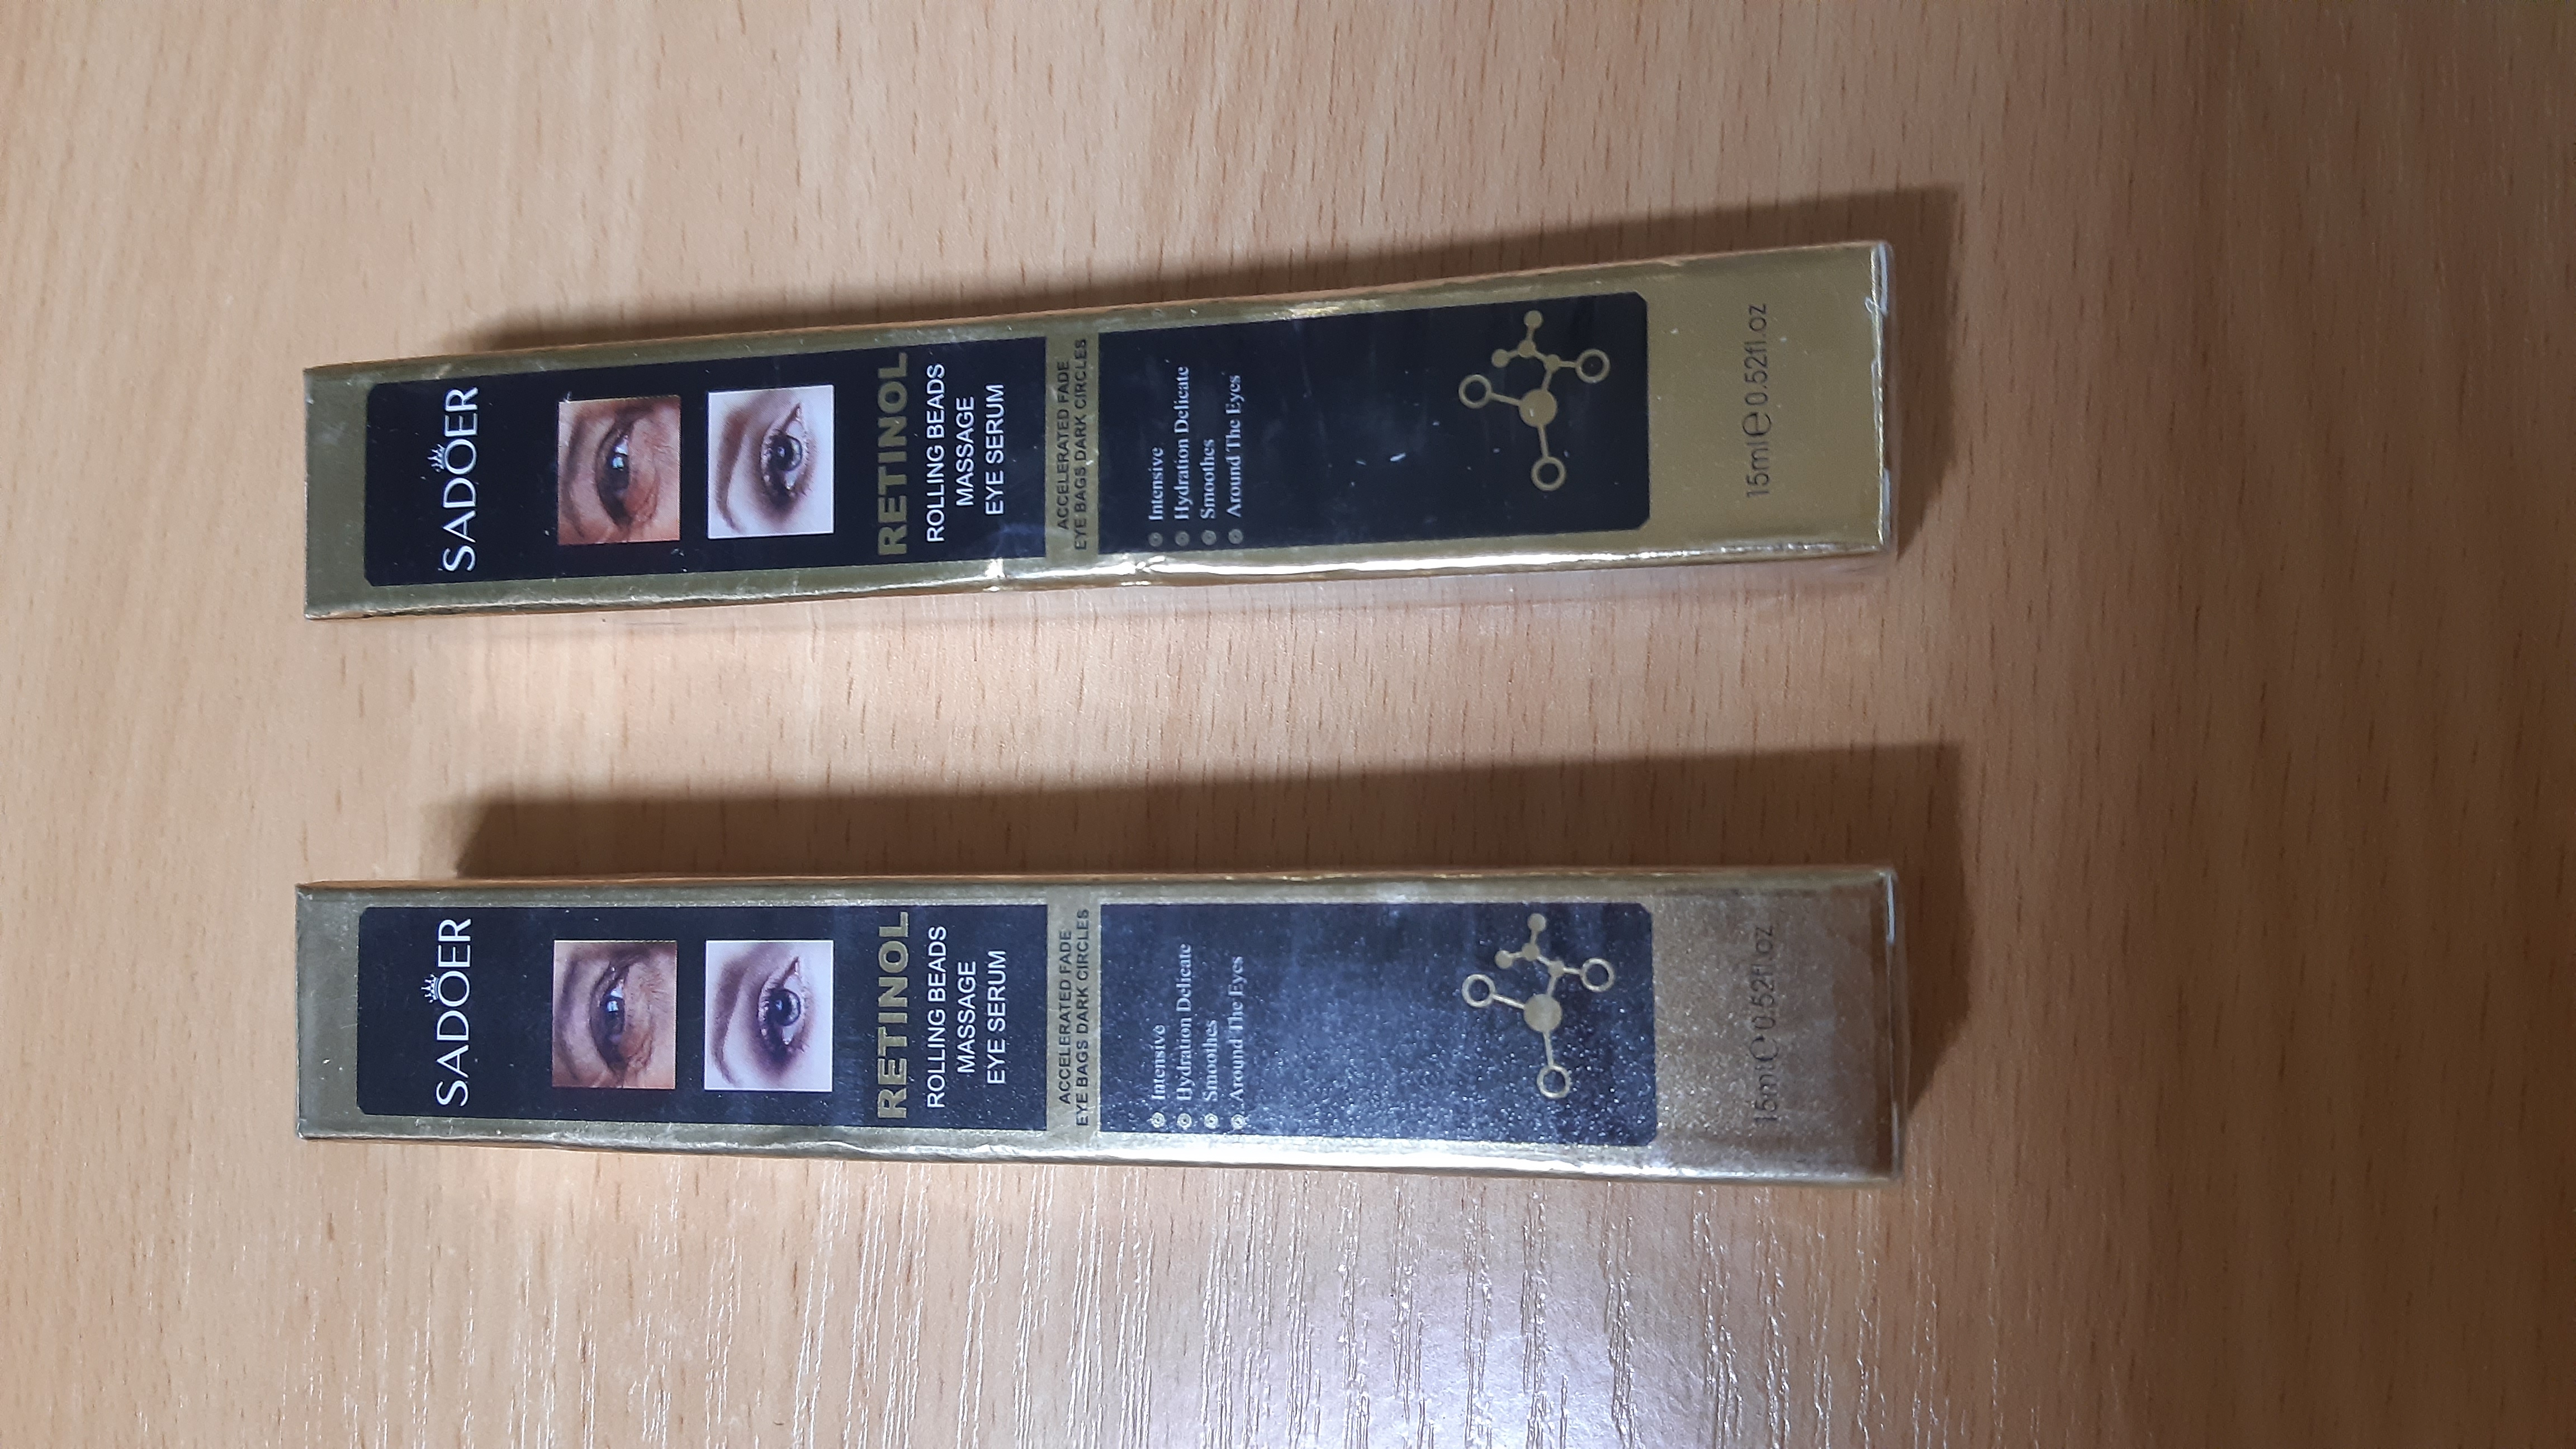 SADOER
RETINOL
ROLLING BEADS
MASSAGE
EYE SERUM
ACCELERATED FADE
EYE BAGS DARK CIRCLES
Intensive
Hydration Delicate
Smoothes
Around The Eyes
15ml e 0.52fl.oz
SADOER
RETINOL
ROLLING BEADS
MASSAGE
EYE SERUM
ACCELERATED FADE
EYE BAGS DARK CIRCLES
Intensive
Hydration Delicate
Smoothes
Around The Eyes
15ml e 0.52fl.oz